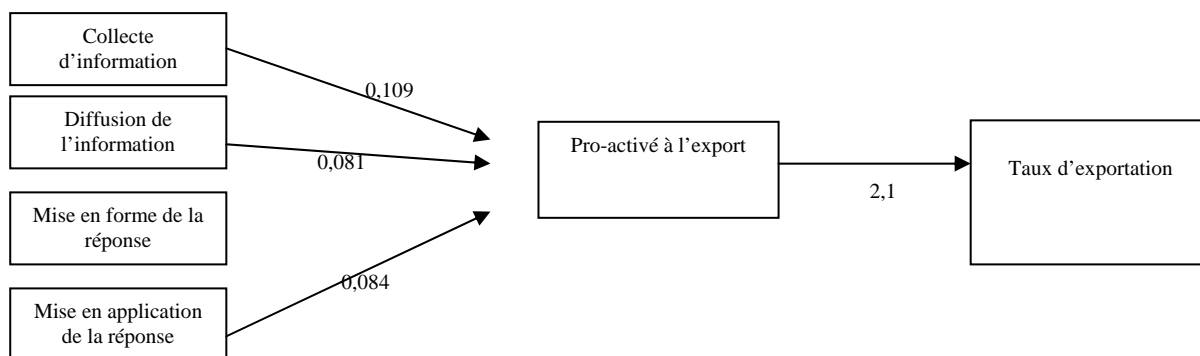 Collecte
d’information
0,109
Diffusion de
l’information
0,081
Mise en forme de la
réponse
Mise en application
de la réponse
0,084
Pro-activé à l’export
2,1
Taux d’exportation